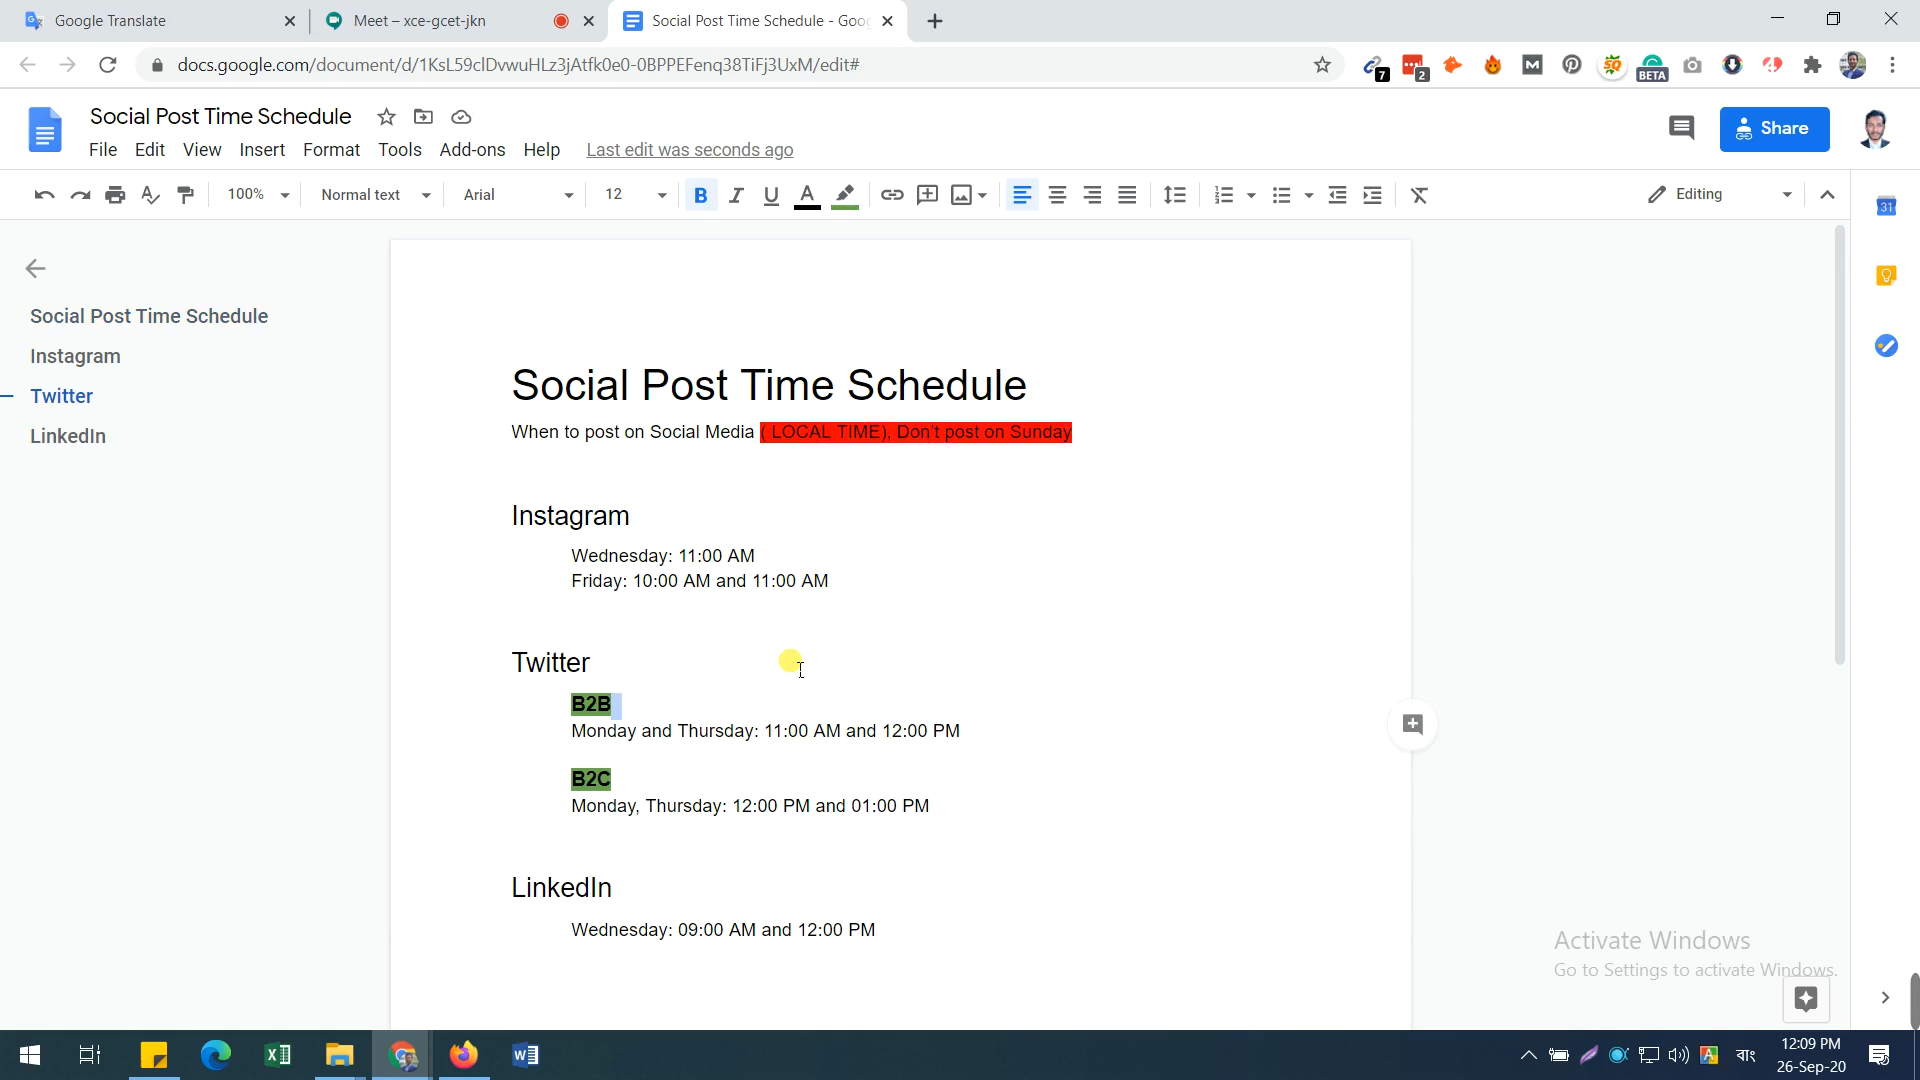 Google Translate
Meet – xce-gcet-jkn
Social Post Time Schedule - Goo
docs.google.com/document/d/1KsL59clDvwuHLz3jAtfk0e0-0BPPEFenq38TiFj3UxM/edit#
7
2
BETA
Social Post Time Schedule
Share
File Edit View Insert Format Tools Add-ons Help Last edit was seconds ago
100% Normal text Arial 12 B I U A Editing
31
Social Post Time Schedule
Instagram
Twitter
LinkedIn
Social Post Time Schedule
When to post on Social Media ( LOCAL TIME), Don't post on Sunday
Instagram
Wednesday: 11:00 AM
Friday: 10:00 AM and 11:00 AM
Twitter
B2B
Monday and Thursday: 11:00 AM and 12:00 PM
B2C
Monday, Thursday: 12:00 PM and 01:00 PM
LinkedIn
Wednesday: 09:00 AM and 12:00 PM
Activate Windows
Go to Settings to activate Windows.
বাং
12:09 PM
26-Sep-20